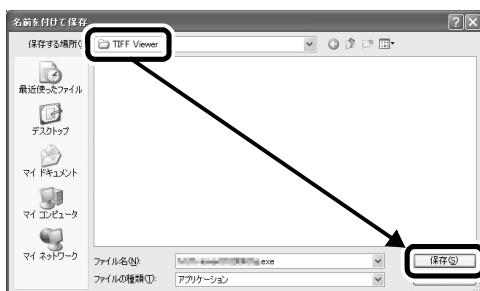 名前を付けて保存
保存する場所(
TIFF Viewer
最近使ったファイル
デスクトップ
マイ ドキュメント
マイ コンピュータ
マイ ネットワーク
ファイル名(N):
.exe
保存(S)
ファイルの種類(T):
アプリケーション